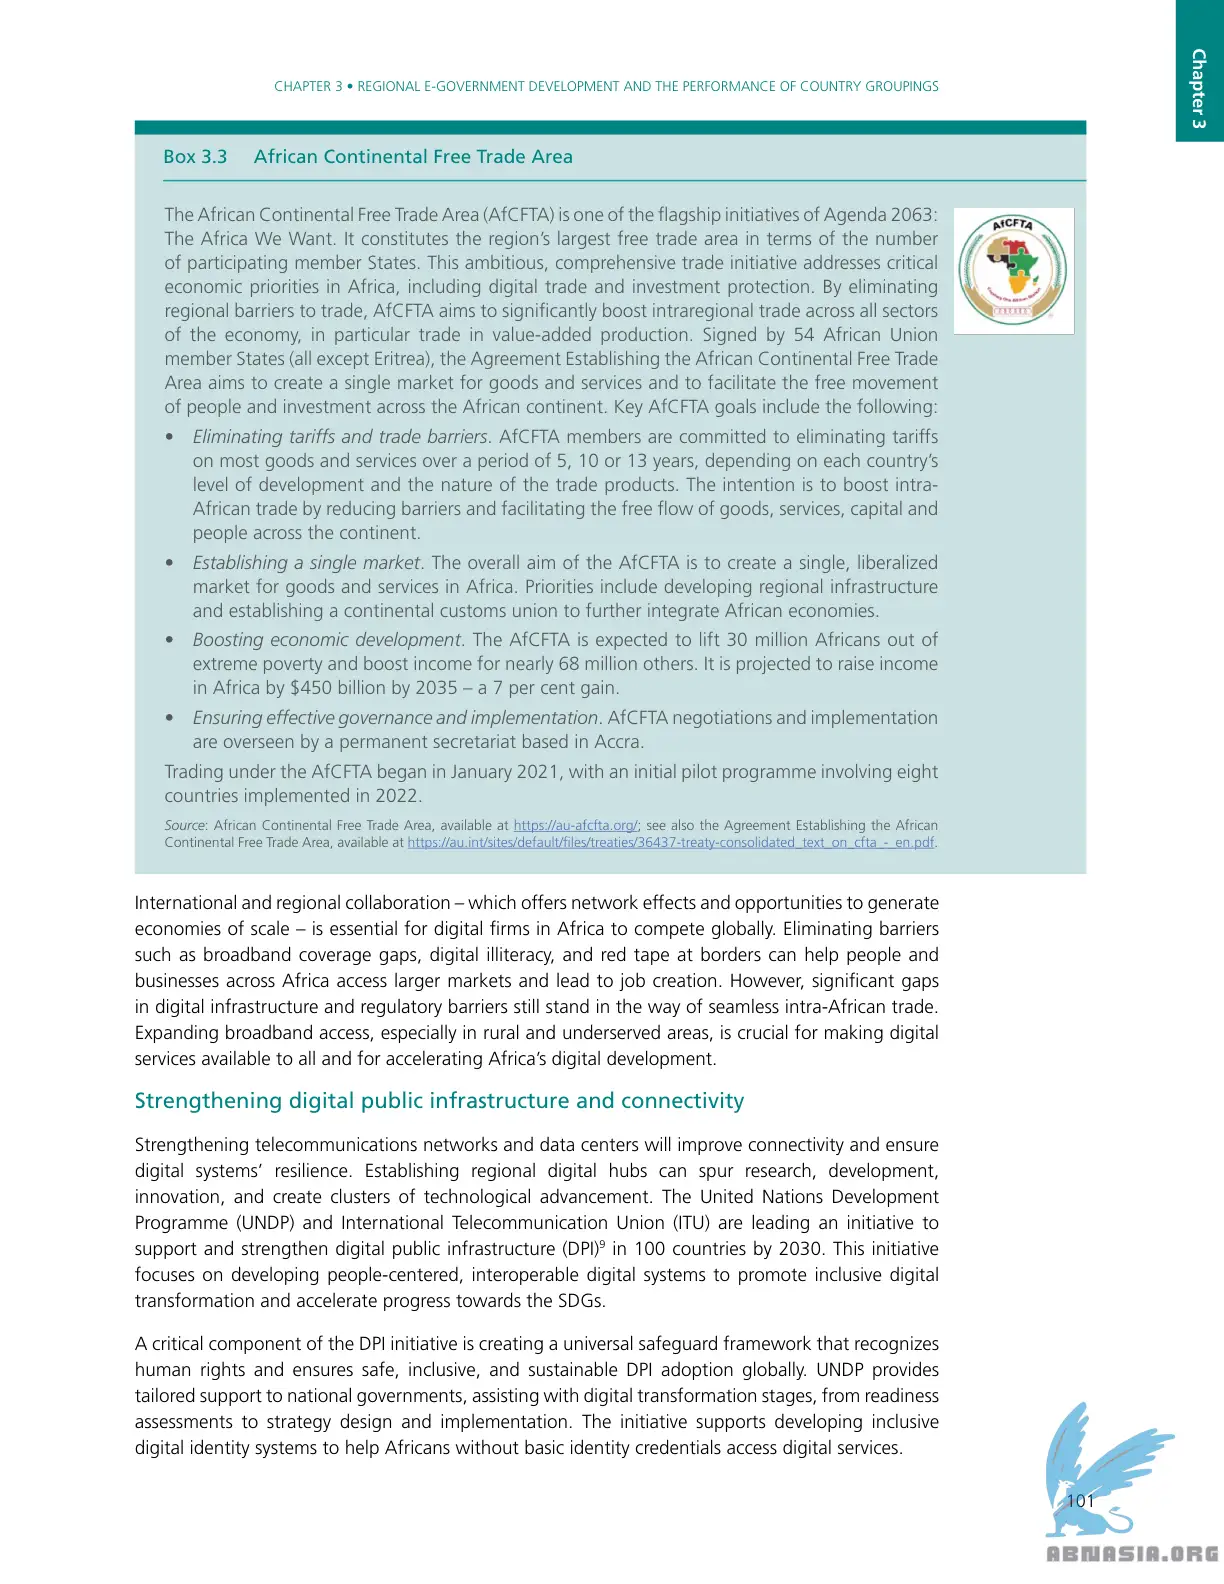 Chapter 3
CHAPTER 3 • REGIONAL E-GOVERNMENT DEVELOPMENT AND THE PERFORMANCE OF COUNTRY GROUPINGS
Box 3.3 African Continental Free Trade Area
The African Continental Free Trade Area (AfCFTA) is one of the flagship initiatives of Agenda 2063:
The Africa We Want. It constitutes the region's largest free trade area in terms of the number
of participating member States. This ambitious, comprehensive trade initiative addresses critical
economic priorities in Africa, including digital trade and investment protection. By eliminating
regional barriers to trade, AfCFTA aims to significantly boost intraregional trade across all sectors
of the economy, in particular trade in value-added production. Signed by 54 African Union
member States (all except Eritrea), the Agreement Establishing the African Continental Free Trade
Area aims to create a single market for goods and services and to facilitate the free movement
of people and investment across the African continent. Key AfCFTA goals include the following:
AfCFTA
• Eliminating tariffs and trade barriers. AfCFTA members are committed to eliminating tariffs
on most goods and services over a period of 5, 10 or 13 years, depending on each country's
level of development and the nature of the trade products. The intention is to boost intra-
African trade by reducing barriers and facilitating the free flow of goods, services, capital and
people across the continent.
• Establishing a single market. The overall aim of the AfCFTA is to create a single, liberalized
market for goods and services in Africa. Priorities include developing regional infrastructure
and establishing a continental customs union to further integrate African economies.
• Boosting economic development. The AfCFTA is expected to lift 30 million Africans out of
extreme poverty and boost income for nearly 68 million others. It is projected to raise income
in Africa by $450 billion by 2035 – a 7 per cent gain.
• Ensuring effective governance and implementation. AfCFTA negotiations and implementation
are overseen by a permanent secretariat based in Accra.
Trading under the AfCFTA began in January 2021, with an initial pilot programme involving eight
countries implemented in 2022.
Source: African Continental Free Trade Area, available at https://au-afcfta.org/; see also the Agreement Establishing the African
Continental Free Trade Area, available at https://au.int/sites/default/files/treaties/36437-treaty-consolidated_text_on_cfta_-_en.pdf.
International and regional collaboration – which offers network effects and opportunities to generate
economies of scale – is essential for digital firms in Africa to compete globally. Eliminating barriers
such as broadband coverage gaps, digital illiteracy, and red tape at borders can help people and
businesses across Africa access larger markets and lead to job creation. However, significant gaps
in digital infrastructure and regulatory barriers still stand in the way of seamless intra-African trade.
Expanding broadband access, especially in rural and underserved areas, is crucial for making digital
services available to all and for accelerating Africa's digital development.
Strengthening digital public infrastructure and connectivity
Strengthening telecommunications networks and data centers will improve connectivity and ensure
digital systems' resilience. Establishing regional digital hubs can spur research, development,
innovation, and create clusters of technological advancement. The United Nations Development
Programme (UNDP) and International Telecommunication Union (ITU) are leading an initiative to
support and strengthen digital public infrastructure (DPI)9 in 100 countries by 2030. This initiative
focuses on developing people-centered, interoperable digital systems to promote inclusive digital
transformation and accelerate progress towards the SDGs.
A critical component of the DPI initiative is creating a universal safeguard framework that recognizes
human rights and ensures safe, inclusive, and sustainable DPI adoption globally. UNDP provides
tailored support to national governments, assisting with digital transformation stages, from readiness
assessments to strategy design and implementation. The initiative supports developing inclusive
digital identity systems to help Africans without basic identity credentials access digital services.
101
ABNASIA.ORG